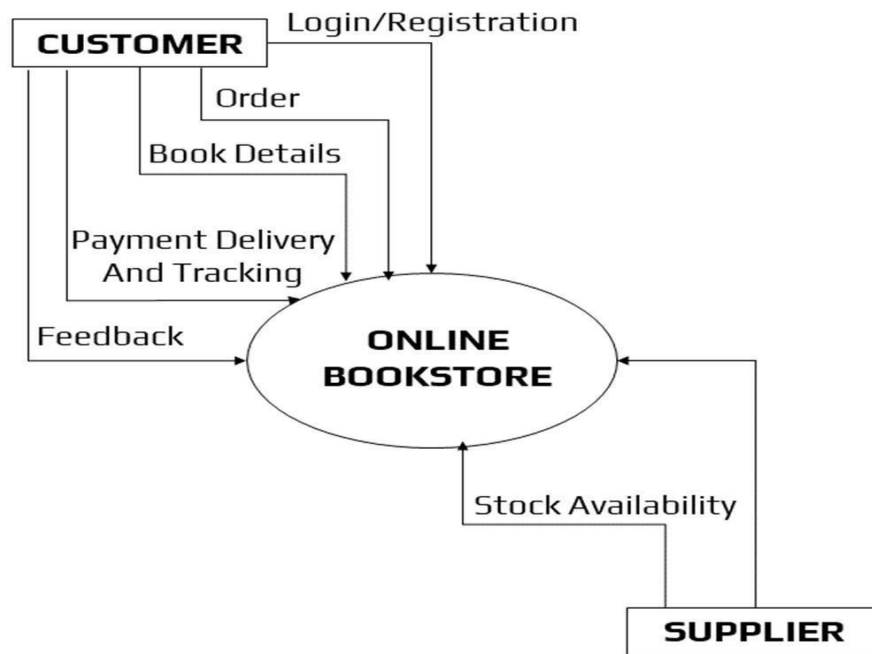 Login/Registration
CUSTOMER
Order
Book Details
Payment Delivery
And Tracking
Feedback
ONLINE
BOOKSTORE
Stock Availability
SUPPLIER